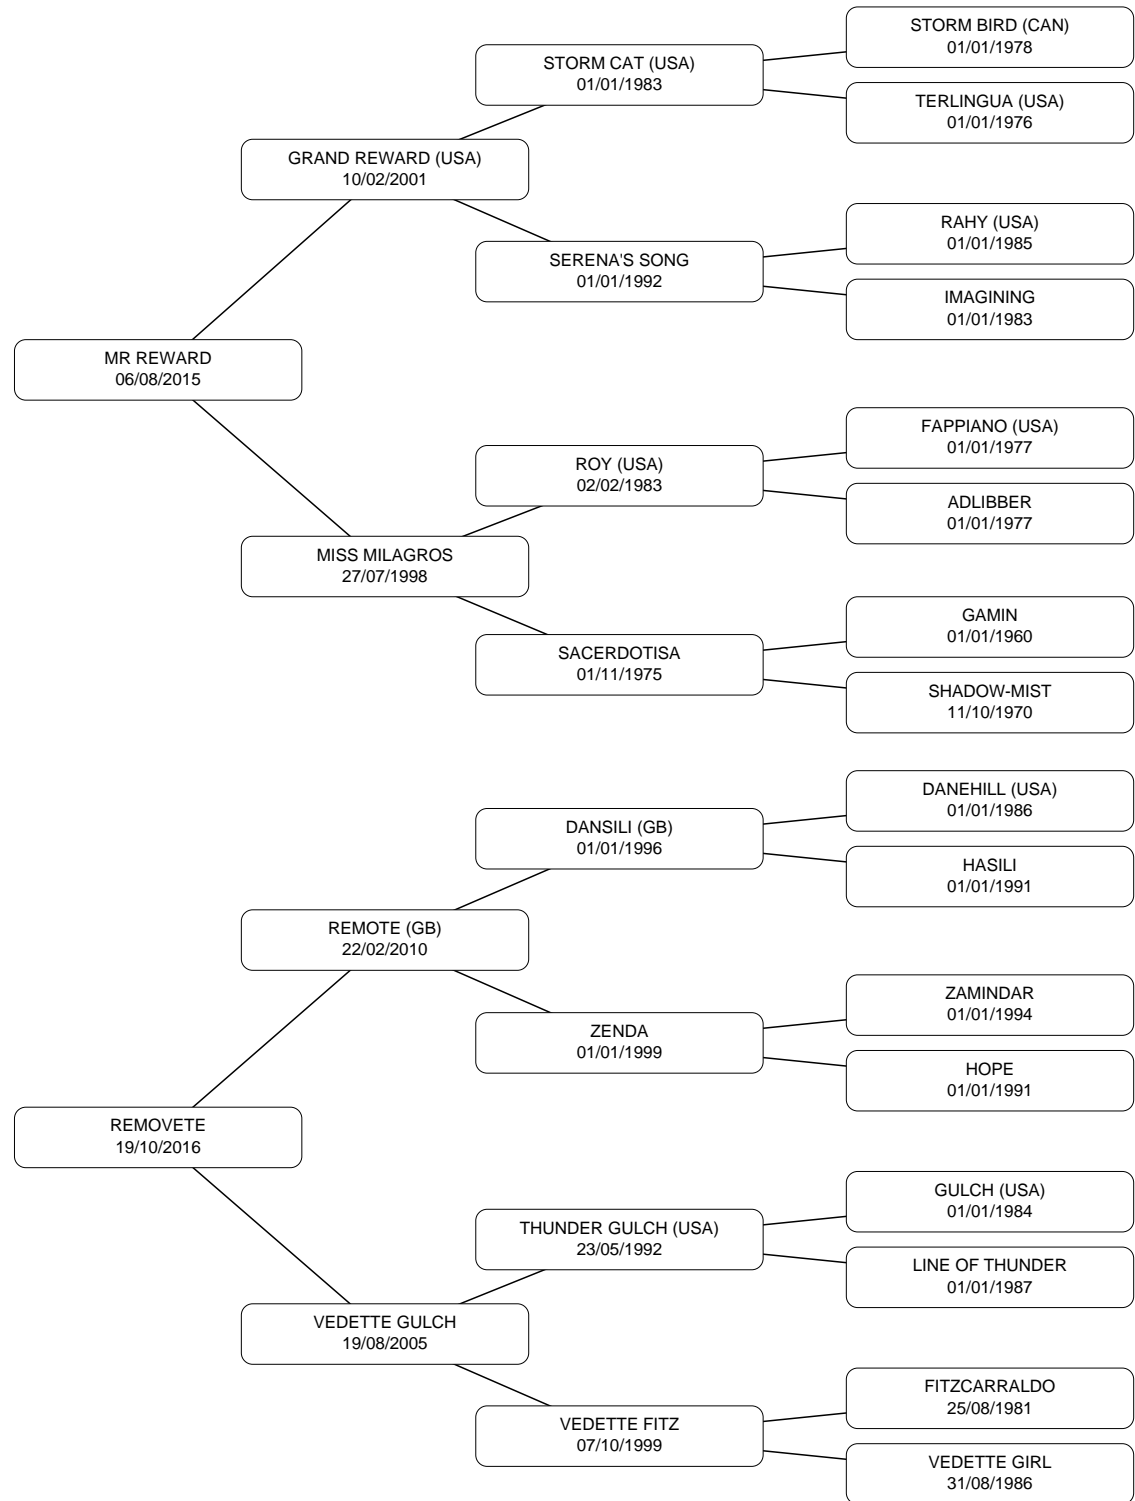 STORM BIRD (CAN)
01/01/1978
STORM CAT (USA)
01/01/1983
TERLINGUA (USA)
01/01/1976
GRAND REWARD (USA)
10/02/2001
RAHY (USA)
01/01/1985
SERENA'S SONG
01/01/1992
IMAGINING
01/01/1983
MR REWARD
06/08/2015
FAPPIANO (USA)
01/01/1977
ROY (USA)
02/02/1983
ADLIBBER
01/01/1977
MISS MILAGROS
27/07/1998
GAMIN
01/01/1960
SACERDOTISA
01/11/1975
SHADOW-MIST
11/10/1970
DANEHILL (USA)
01/01/1986
DANSILI (GB)
01/01/1996
HASILI
01/01/1991
REMOTE (GB)
22/02/2010
ZAMINDAR
01/01/1994
ZENDA
01/01/1999
HOPE
01/01/1991
REMOVETE
19/10/2016
GULCH (USA)
01/01/1984
THUNDER GULCH (USA)
23/05/1992
LINE OF THUNDER
01/01/1987
VEDETTE GULCH
19/08/2005
FITZCARRALDO
25/08/1981
VEDETTE FITZ
07/10/1999
VEDETTE GIRL
31/08/1986